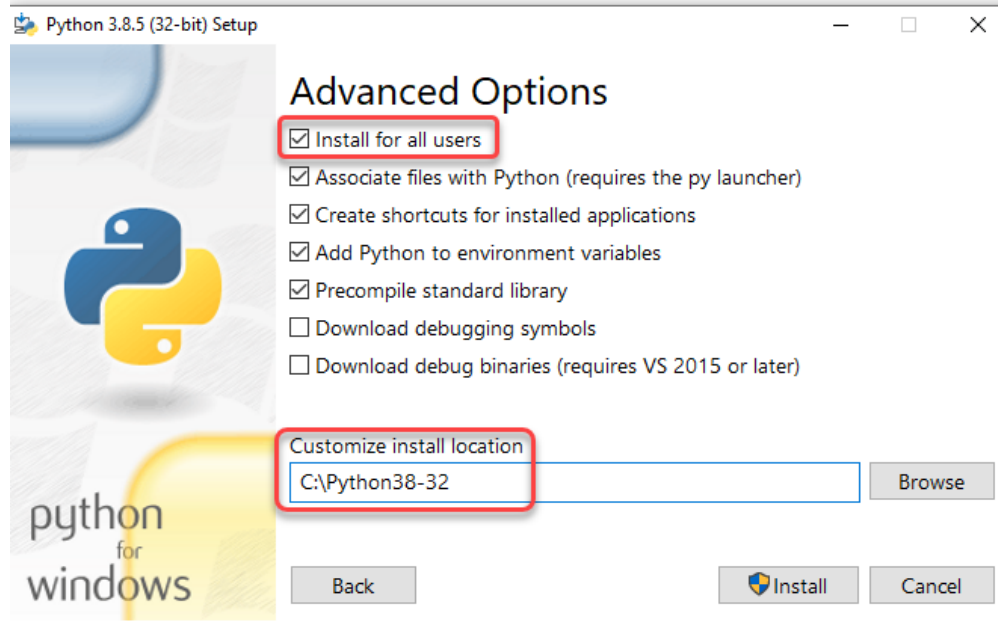 Python 3.8.5 (32-bit) Setup
Advanced Options
Install for all users
Associate files with Python (requires the py launcher)
Create shortcuts for installed applications
Add Python to environment variables
Precompile standard library
Download debugging symbols
Download debug binaries (requires VS 2015 or later)
Customize install location
C:\Python38-32
Browse
python
for
windows
Back
Install
Cancel